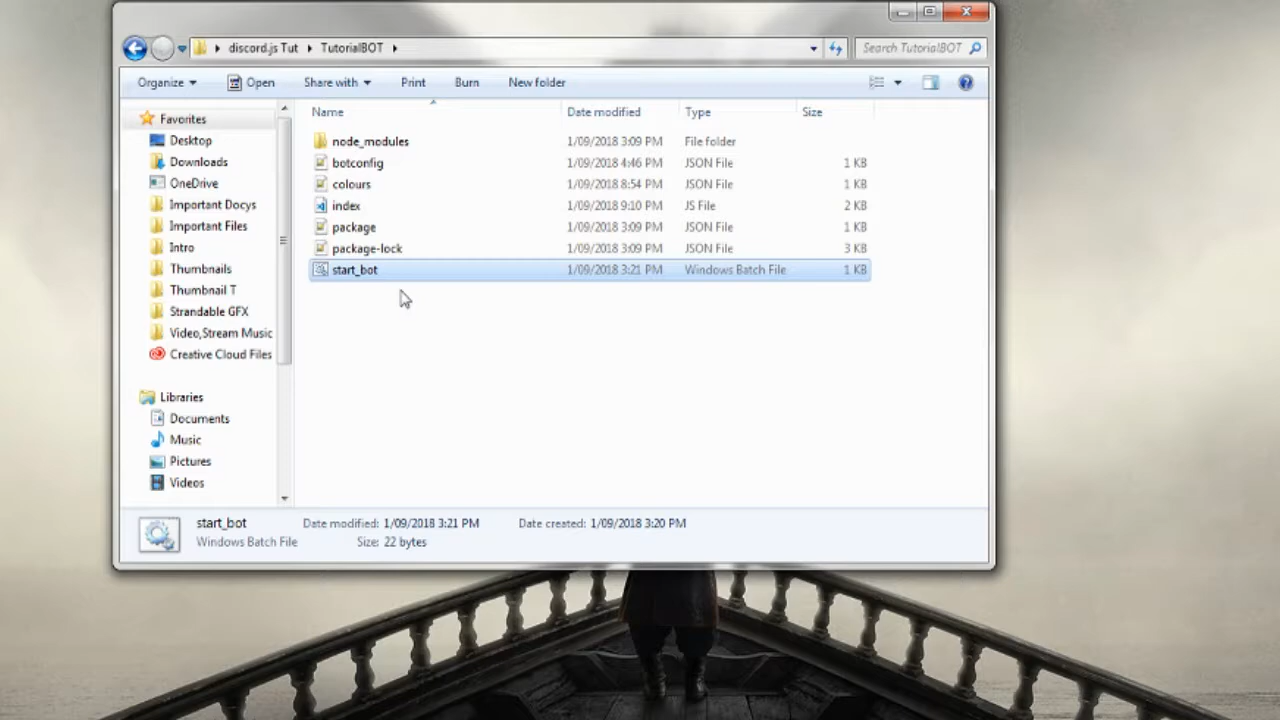 discord.js Tut TutorialBOT Search TutorialBOT
Organize Open Share with Print Burn New folder
Name Date modified Type Size
Favorites
Desktop
Downloads
OneDrive
Important Docys
Important Files
Intro
Thumbnails
Thumbnail T
Strandable GFX
Video,Stream Music
Creative Cloud Files
Libraries
Documents
Music
Pictures
Videos
node_modules 1/09/2018 3:09 PM File folder
botconfig 1/09/2018 4:46 PM JSON File 1 KB
colours 1/09/2018 8:54 PM JSON File 1 KB
index 1/09/2018 9:10 PM JS File 2 KB
package 1/09/2018 3:09 PM JSON File 1 KB
package-lock 1/09/2018 3:09 PM JSON File 3 KB
start_bot 1/09/2018 3:21 PM Windows Batch File 1 KB
start_bot Date modified: 1/09/2018 3:21 PM Date created: 1/09/2018 3:20 PM
Windows Batch File Size: 22 bytes